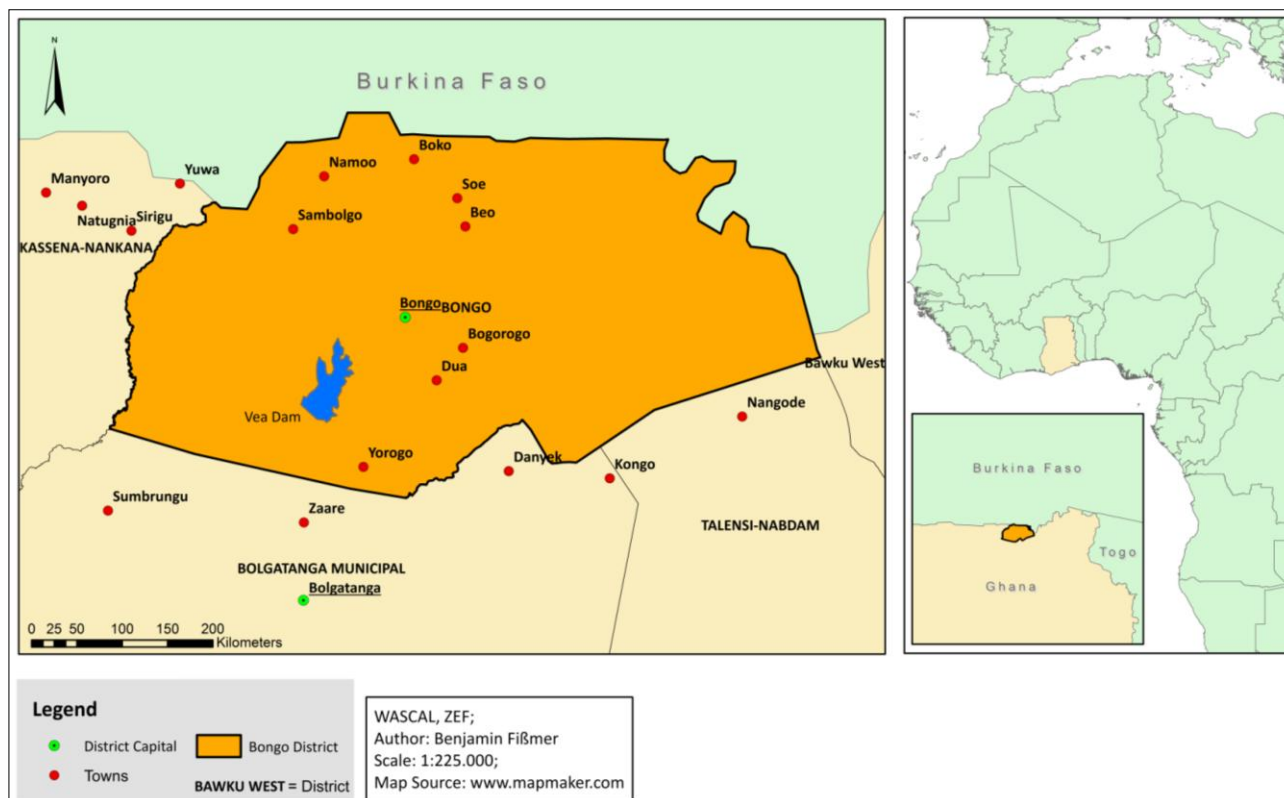 N
Burkina Faso
Boko
Namoo
Yuwa
Manyoro
Soe
Natugnia
Sirigu
Sambolgo
Beo
KASSENA-NANKANA
Bongo
BONGO
Bogorogo
Bawku West
Dua
Nangode
Vea Dam
Yorogo
Danyek
Kongo
Sumbrungu
Zaare
TALENSI-NABDAM
BOLGATANGA MUNICIPAL
Bolgatanga
0 25 50 100 150 200
Kilometers
Burkina Faso
Togo
Ghana
Legend
District Capital
Bongo District
Towns
BAWKU WEST = District
WASCAL, ZEF;
Author: Benjamin Fißmer
Scale: 1:225.000;
Map Source: www.mapmaker.com